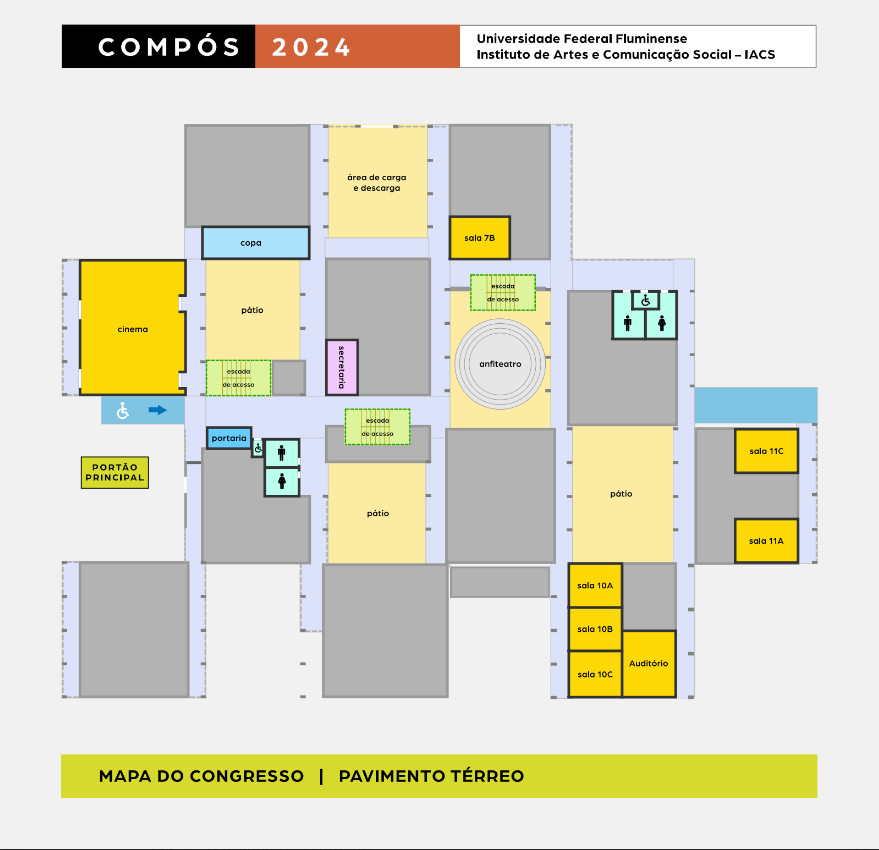 COMPÓS 2024
Universidade Federal Fluminense
Instituto de Artes e Comunicação Social – IACS
área de carga
e descarga
copa
sala 7B
cinema
pátio
escada
de acesso
secretaria
escada
de acesso
anfiteatro
escada
de acesso
portaria
PORTÃO
PRINCIPAL
pátio
pátio
sala 11C
sala 11A
sala 10A
sala 10B
sala 10C
Auditório
MAPA DO CONGRESSO | PAVIMENTO TÉRREO